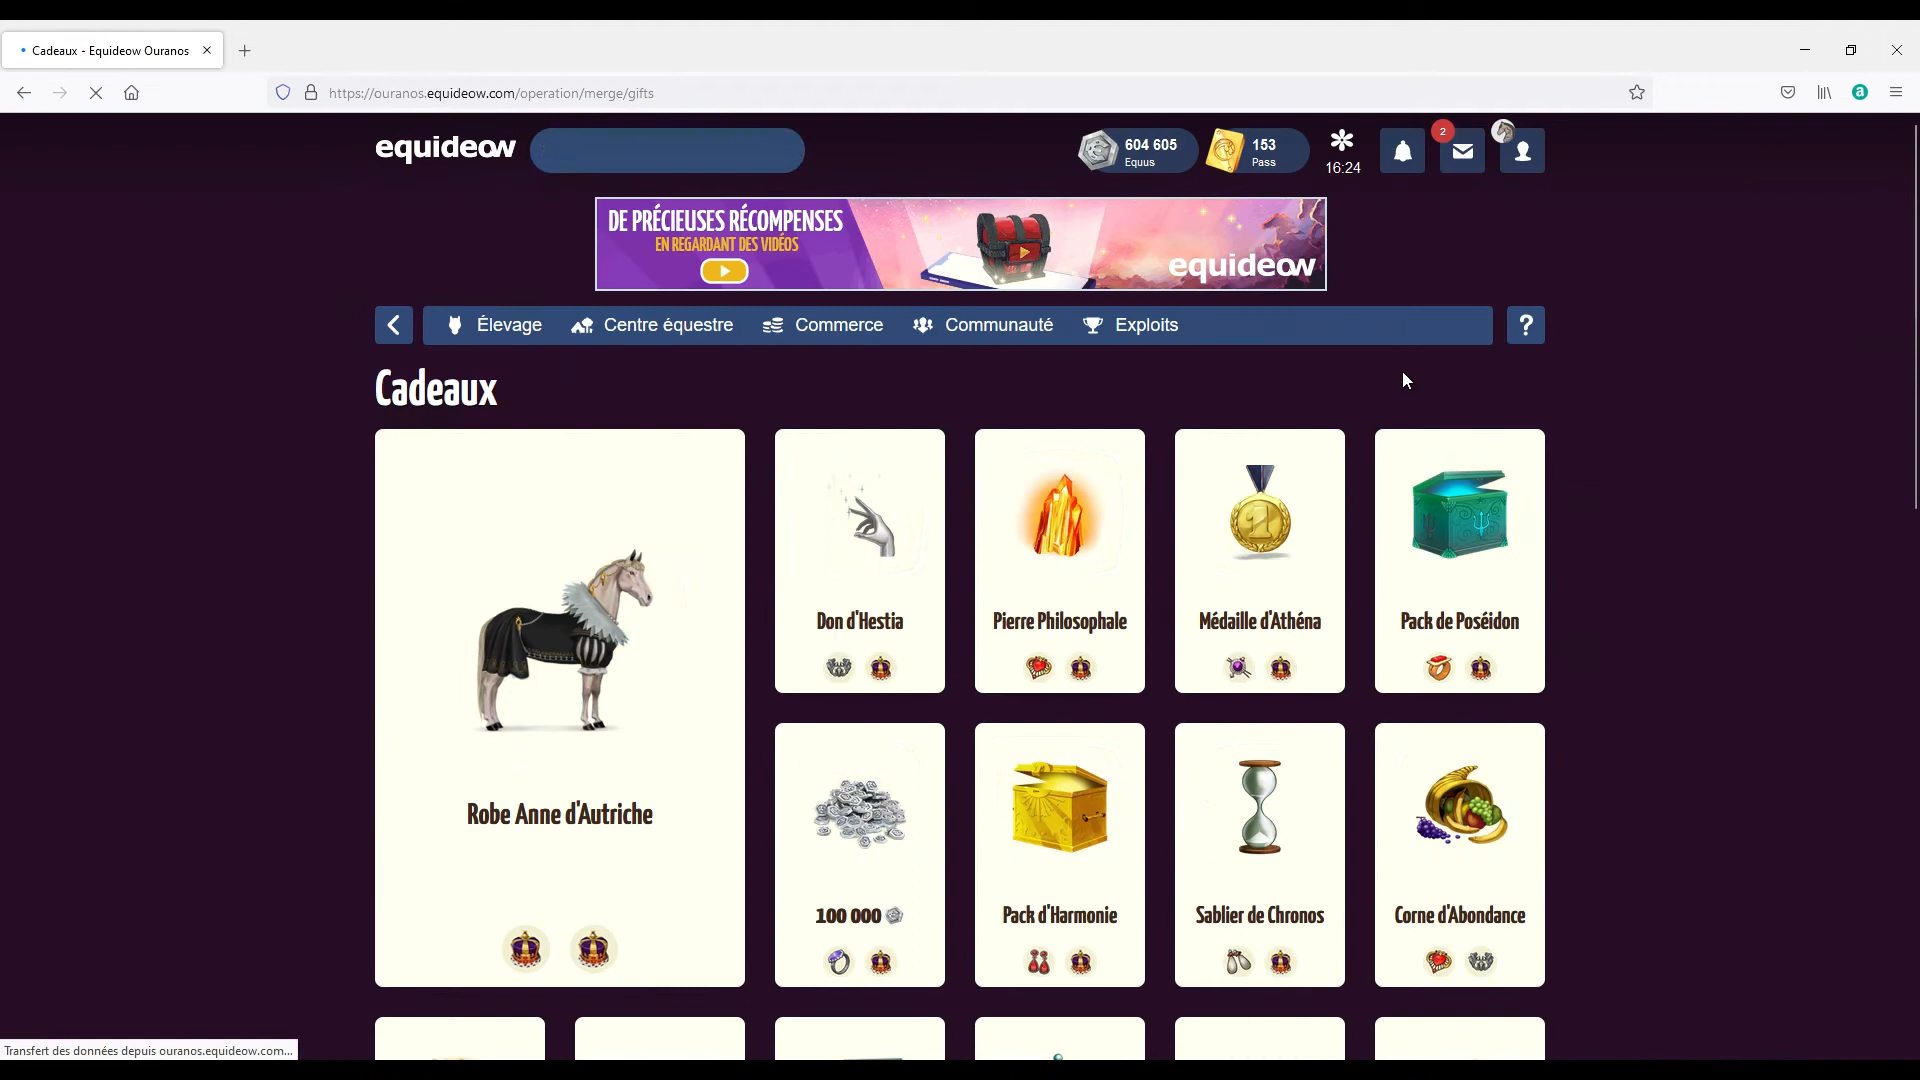 Cadeaux - Equideow Ouranos
https://ouranos.equideow.com/operation/merge/gifts
equideow
604 605
Equus
153
Pass
16:24
2
DE PRÉCIEUSES RÉCOMPENSES
EN REGARDANT DES VIDÉOS
equideow
Élevage
Centre équestre
Commerce
Communauté
Exploits
?
Cadeaux
Robe Anne d'Autriche
Don d'Hestia
Pierre Philosophale
1
Médaille d'Athéna
Pack de Poséidon
100 000
Pack d'Harmonie
Sablier de Chronos
Corne d'Abondance
Transfert des données depuis ouranos.equideow.com...